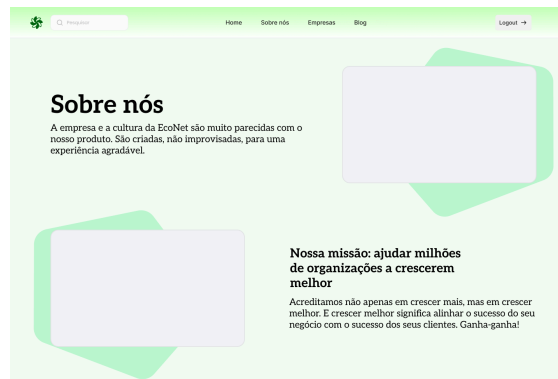 Pesquise
Home
Sobre nós
Empresas
Blog
Logout →
Sobre nós
A empresa e a cultura da EcoNet são muito parecidas com o
nosso produto. São criadas, não improvisadas, para uma
experiência agradável.
Nossa missão: ajudar milhões
de organizações a crescerem
melhor
Acreditamos não apenas em crescer mais, mas em crescer
melhor. E crescer melhor significa alinhar o sucesso do seu
negócio com o sucesso dos seus clientes. Ganha-ganha!